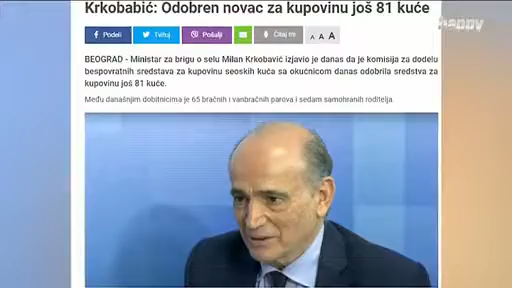 Krkobabić: Odobren novac za kupovinu još 81 kuće
happy
Podeli
Tvituj
Pošalji
Čitaj mi
A A A
BEOGRAD - Ministar za brigu o selu Milan Krkobabić izjavio je danas da je komisija za dodelu
bespovratnih sredstava za kupovinu seoskih kuća sa okućnicom danas odobrila sredstva za
kupovinu još 81 kuće.
Među današnjim dobitnicima je 65 bračnih i vanbračnih parova i sedam samohranih roditelja.